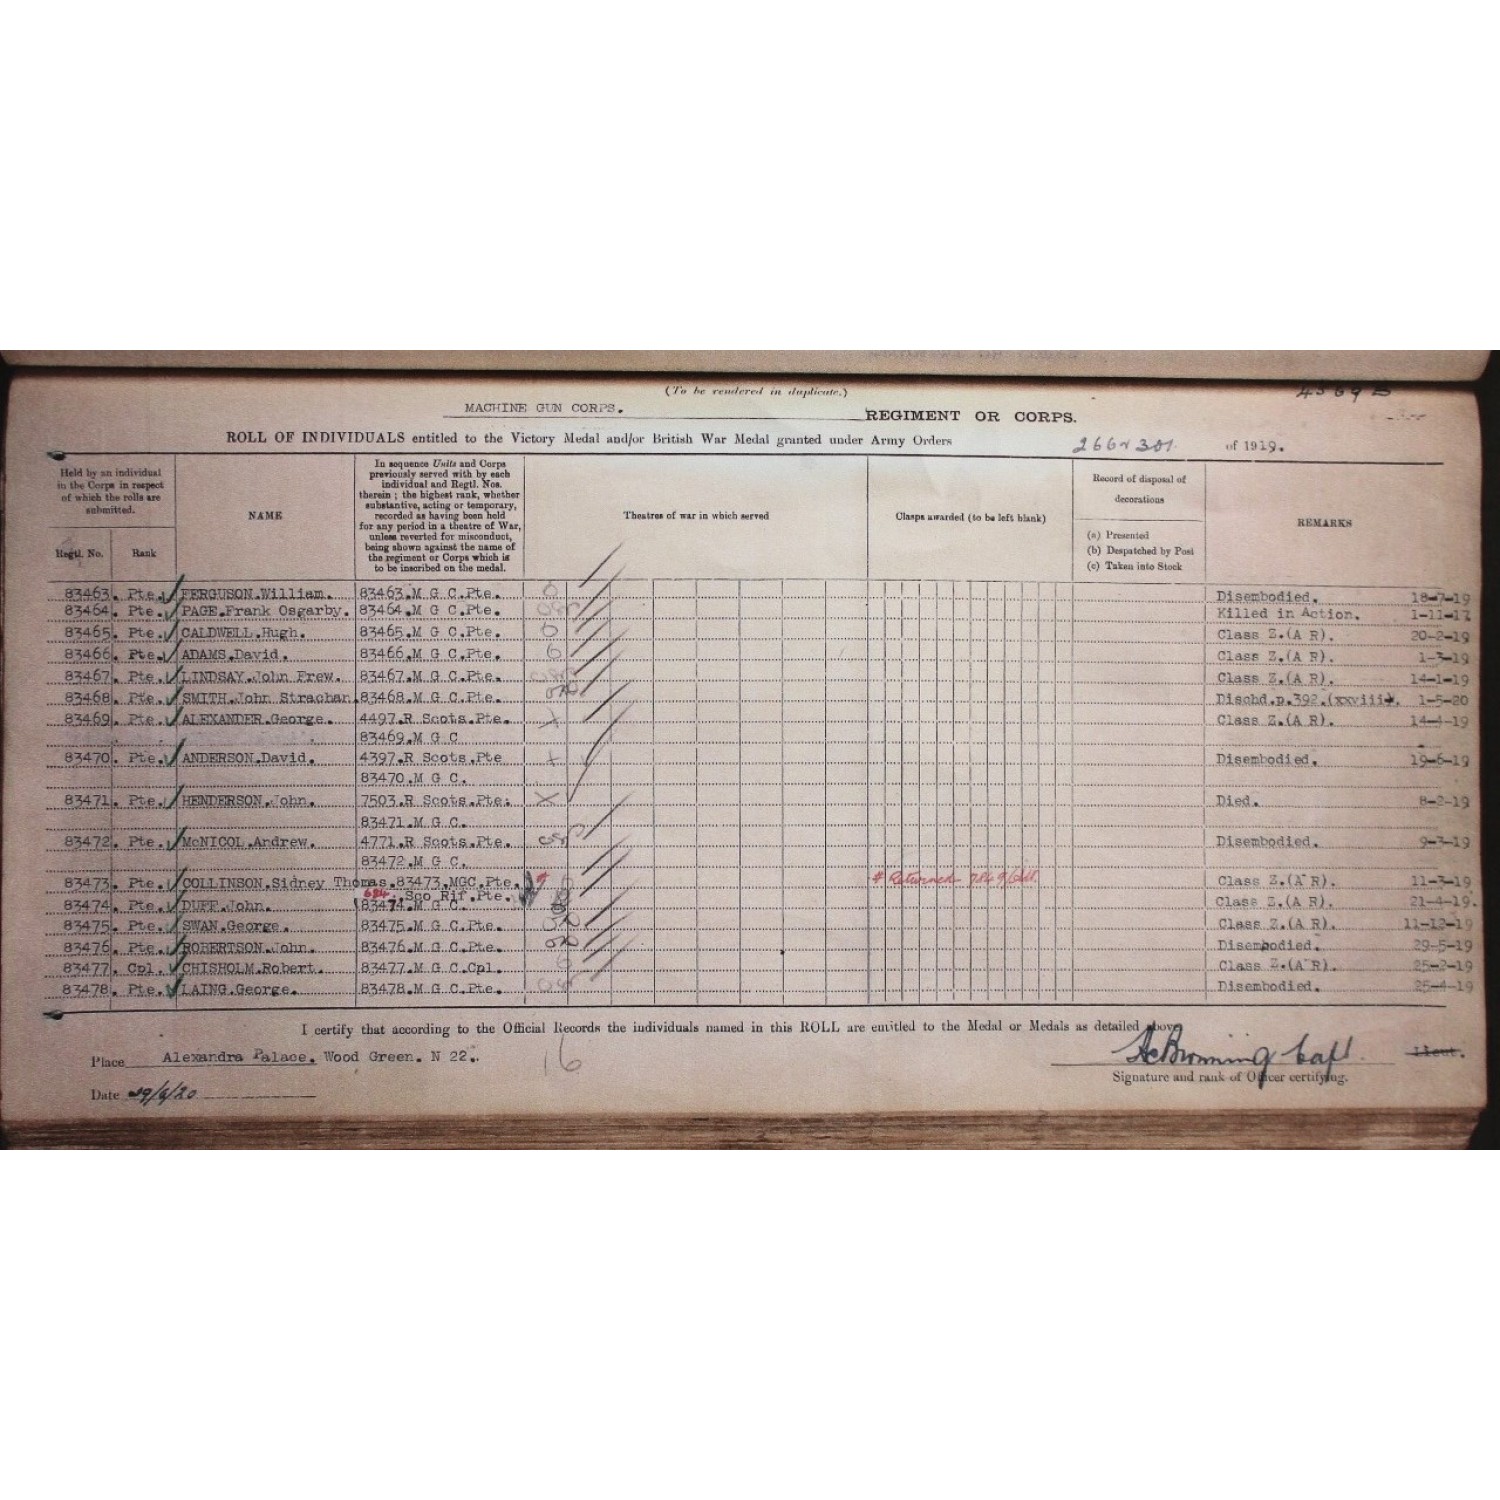 (To be rendered in duplicate.)
4569 B
MACHINE GUN CORPS. REGIMENT OR CORPS.
ROLL OF INDIVIDUALS entitled to the Victory Medal and/or British War Medal granted under Army Orders 266 & 301 of 1919.
Held by an individual
in the Corps in respect
of which the rolls are
submitted.
Regtl. No.
Rank
NAME
In sequence Units and Corps
previously served with by each
individual and Regtl. Nos.
therein ; the highest rank, whether
substantive, acting or temporary,
recorded as having been held
for any period in a theatre of War,
unless reverted for misconduct,
being shown against the name of
the regiment or Corps which is
to be inscribed on the medal.
Theatres of war in which served
Clasps awarded (to be left blank)
Record of disposal of
decorations
(a) Presented
(b) Despatched by Post
(c) Taken into Stock
REMARKS
83463. Pte. FERGUSON.William. 83463.M G C.Pte. Disembodied. 18-7-19
83464. Pte. PAGE.Frank Osgarby. 83464.M G C.Pte. Killed in Action. 1-11-17
83465. Pte. CALDWELL.Hugh. 83465.M G C.Pte. Class Z.(A R). 20-2-19
83466. Pte. ADAMS.David. 83466.M G C.Pte. Class Z.(A R). 1-3-19
83467. Pte. LINDSAY.John Prew. 83467.M G C.Pte. Class Z.(A R). 14-1-19
83468. Pte. SMITH.John Strachan. 83468.M G C.Pte. Dischd.p.392.(xxviii). 1-5-20
83469. Pte. ALEXANDER.George. 4497.R Scots.Pte. Class Z.(A R). 14-4-19
83469.M G C
83470. Pte. ANDERSON.David. 4397.R Scots.Pte Disembodied. 19-6-19
83470.M G C.
83471. Pte. HENDERSON.John. 7503.R Scots.Pte. Died. 8-2-19
83471.M G C.
83472. Pte. McNICOL.Andrew. 4771.R Scots.Pte. Disembodied. 9-3-19
83472.M G C.
83473. Pte. COLLINSON.Sidney Thomas.83473.MGC.Pte. # Returned Class Z.(A R). 11-3-19
Sco Rif.Pte.
83474. Pte. DUFF.John. 83474.M G C. Class Z.(A R). 21-4-19.
83475. Pte. SWAN.George. 83475.M G C.Pte. Class Z.(A R). 11-12-19
83476. Pte. ROBERTSON.John. 83476.M G C.Pte. Disembodied. 29-5-19
83477. Cpl. CHISHOLM.Robert. 83477.M G C.Cpl. Class Z.(A R). 25-2-19
83478. Pte. LAING.George. 83478.M G C.Pte. Disembodied. 25-4-19
I certify that according to the Official Records the individuals named in this ROLL are entitled to the Medal or Medals as detailed above
Place Alexandra Palace. Wood Green. N 22.
16
Browning Capt. Lieut.
Signature and rank of Officer certifying.
Date 29/6/20